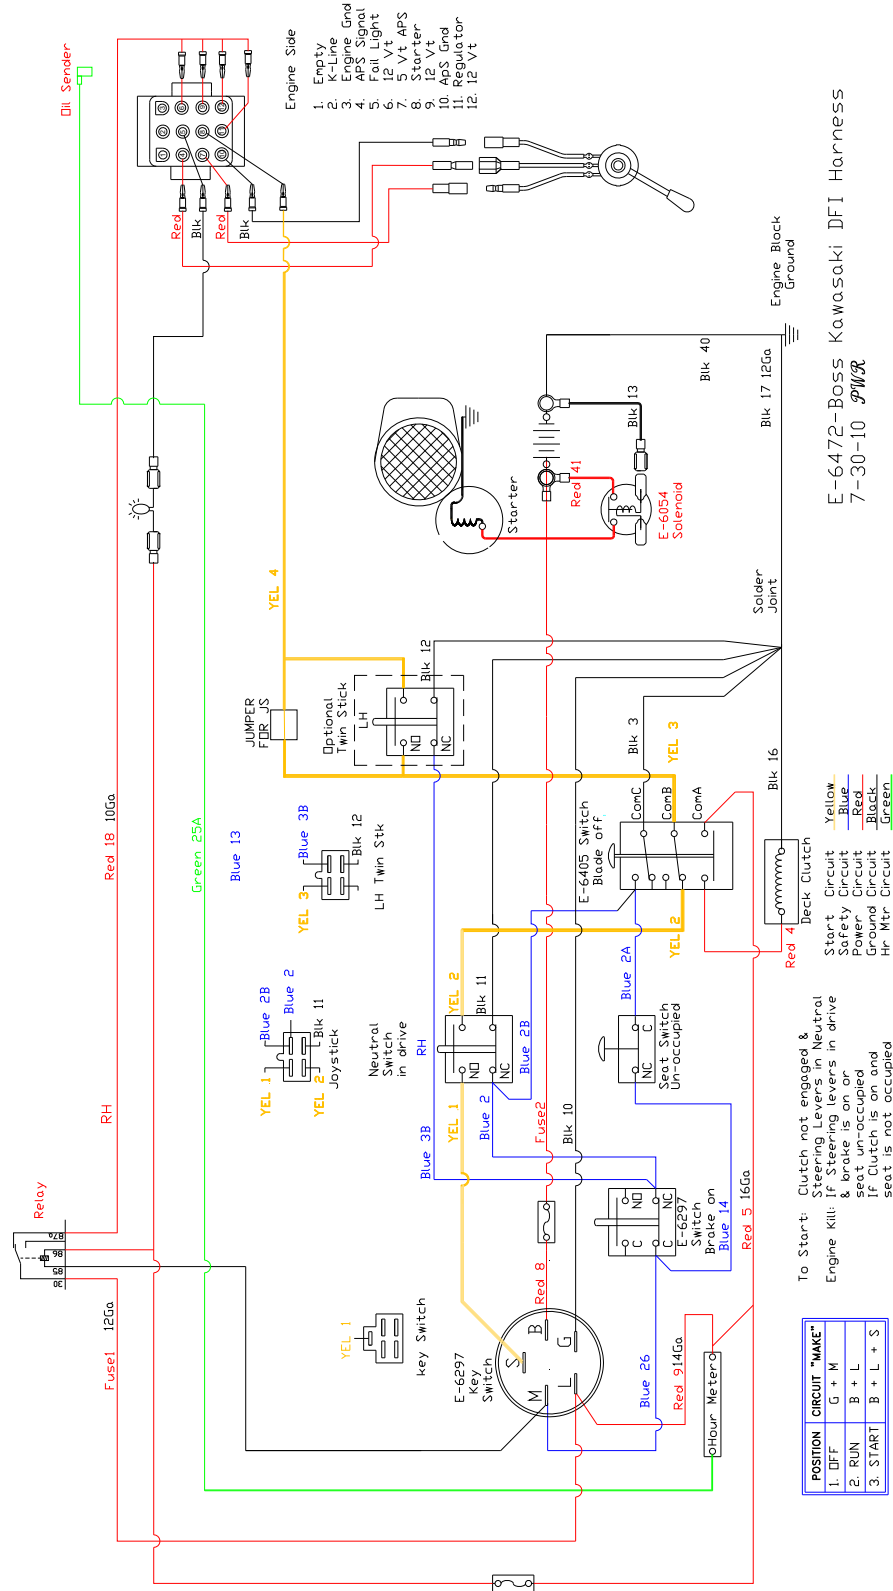 Oil Sender
Engine Side
1. Empty
2. K-Line
3. Engine Gnd
4. APS Signal
5. Fail Light
6. 12 Vt
7. 5 Vt APS
8. Starter
9. 12 Vt
10. ApS Gnd
11. Regulator
12. 12 Vt
Red
Blk
Red
Blk
Engine Block
Ground
E-6472-Boss Kawasaki DFI Harness
7-30-10 PWR
Blk 40
Blk 17 12Ga
Blk 13
Red 41
Starter
E-6054
Solenoid
Solder
Joint
YEL 4
JUMPER
FOR JS
Optional
Twin Stick
LH
NO
NC
Blk 12
Blk 3
YEL 3
Blk 16
Red 18 10Ga
Green 25A
Blue 13
Blue 3B
YEL 3
Blk 12
LH Twin Stk
E-6405 Switch
Blade off
ComC
ComB
ComA
YEL 2
Red 4
Deck Clutch
Start Circuit Yellow
Safety Circuit Blue
Power Circuit Red
Ground Circuit Black
Hr Mtr Circuit Green
Blue 2B
Blue 2
YEL 1
YEL 2
Blk 11
Joystick
Neutral
Switch
in drive
RH
NO
NC
YEL 2
Blk 11
Blue 2B
Blue 2A
Seat Switch
Un-occupied
NO
NC
C
C
RH
YEL 1
Blue 3B
Blue 2
Fuse2
Blk 10
Relay
87a
86
85
30
NO
NC
C
C
E-6297
Switch
Brake on
Blue 14
Red 5 16Ga
To Start: Clutch not engaged &
Steering Levers in Neutral
Engine Kill: If Steering levers in drive
& brake is on or
seat un-occupied
If Clutch is on and
seat is not occupied
Fuse1 12Ga
YEL 1
key Switch
Red 8
E-6297
Key
Switch
M
S
B
L
G
Blue 26
Red 9 14Ga
Hour Meter
POSITION CIRCUIT "MAKE"
1. OFF G + M
2. RUN B + L
3. START B + L + S